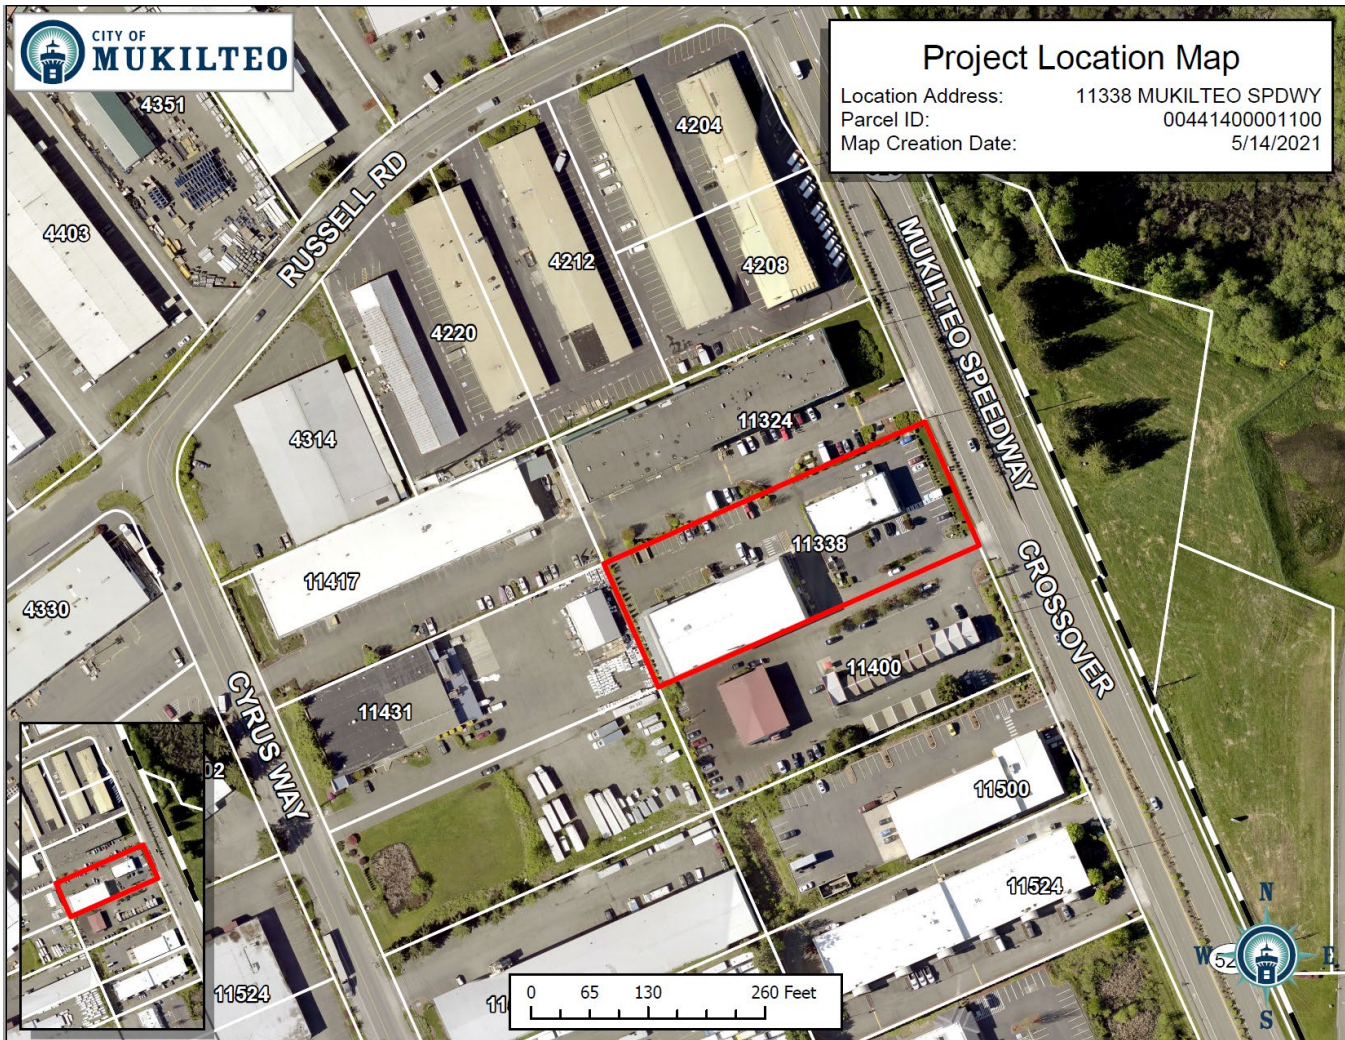 CITY OF
MUKILTEO
Project Location Map
Location Address: 11338 MUKILTEO SPDWY
Parcel ID: 00441400001100
Map Creation Date: 5/14/2021
4351
4204
4403
RUSSELL RD
4212
4208
4220
MUKILTEO SPEEDWAY
11324
4314
11338
11417
CROSSOVER
4330
11400
11431
CYRUS WAY
11500
11524
11524
0 65 130 260 Feet
N
W
E
S